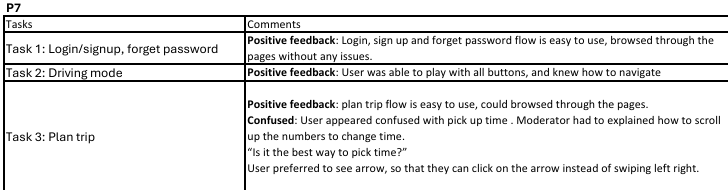 P7
Tasks
Comments
Task 1: Login/signup, forget password
Positive feedback: Login, sign up and forget password flow is easy to use, browsed through the
pages without any issues.
Task 2: Driving mode
Positive feedback: User was able to play with all buttons, and knew how to navigate
Task 3: Plan trip
Positive feedback: plan trip flow is easy to use, could browsed through the pages.
Confused: User appeared confused with pick up time . Moderator had to explained how to scroll
up the numbers to change time.
“Is it the best way to pick time?”
User preferred to see arrow, so that they can click on the arrow instead of swiping left right.